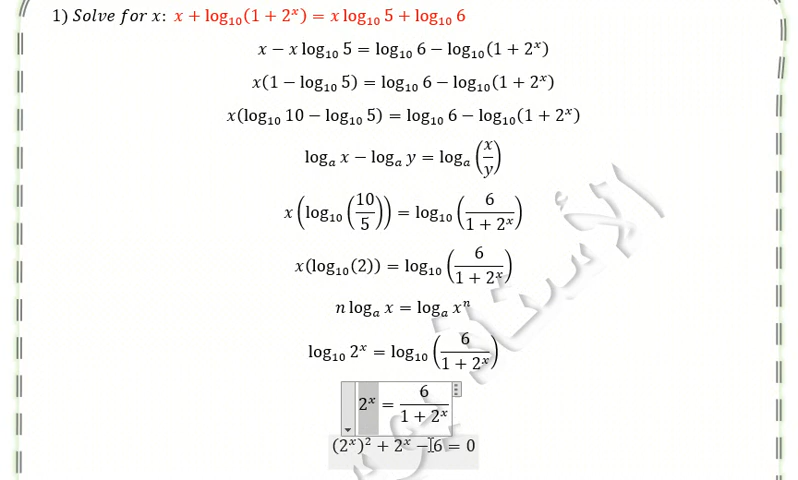 1) Solve for x: x + log₁₀(1 + 2ˣ) = x log₁₀ 5 + log₁₀ 6
x − x log₁₀ 5 = log₁₀ 6 − log₁₀(1 + 2ˣ)
x(1 − log₁₀ 5) = log₁₀ 6 − log₁₀(1 + 2ˣ)
x(log₁₀ 10 − log₁₀ 5) = log₁₀ 6 − log₁₀(1 + 2ˣ)
logₐ x − logₐ y = logₐ (x/y)
x (log₁₀ (10/5)) = log₁₀ (6/(1 + 2ˣ))
x(log₁₀(2)) = log₁₀ (6/(1 + 2ˣ))
n logₐ x = logₐ xⁿ
log₁₀ 2ˣ = log₁₀ (6/(1 + 2ˣ))
2ˣ = 6/(1 + 2ˣ)
(2ˣ)² + 2ˣ − 6 = 0
الأستاذ